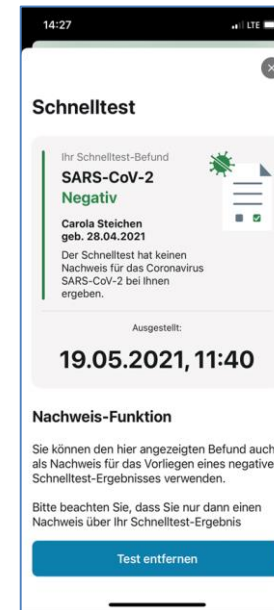 14:27
LTE
Schnelltest
Ihr Schnelltest-Befund
SARS-CoV-2
Negativ
Carola Steichen
geb. 28.04.2021
Der Schnelltest hat keinen
Nachweis für das Coronavirus
SARS-CoV-2 bei Ihnen
ergeben.
Ausgestellt:
19.05.2021, 11:40
Nachweis-Funktion
Sie können den hier angezeigten Befund auch
als Nachweis für das Vorliegen eines negative
Schnelltest-Ergebnisses verwenden.
Bitte beachten Sie, dass Sie nur dann einen
Nachweis über Ihr Schnelltest-Ergebnis
Test entfernen